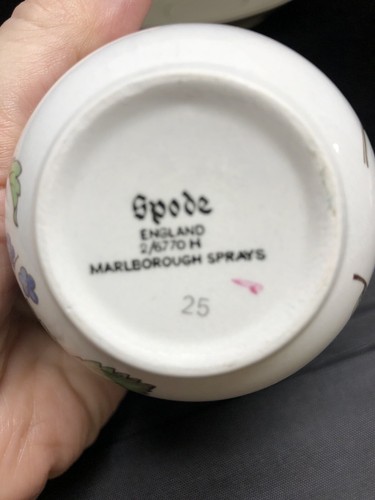 Spode
ENGLAND
2/6770 H
MARLBOROUGH SPRAYS
25